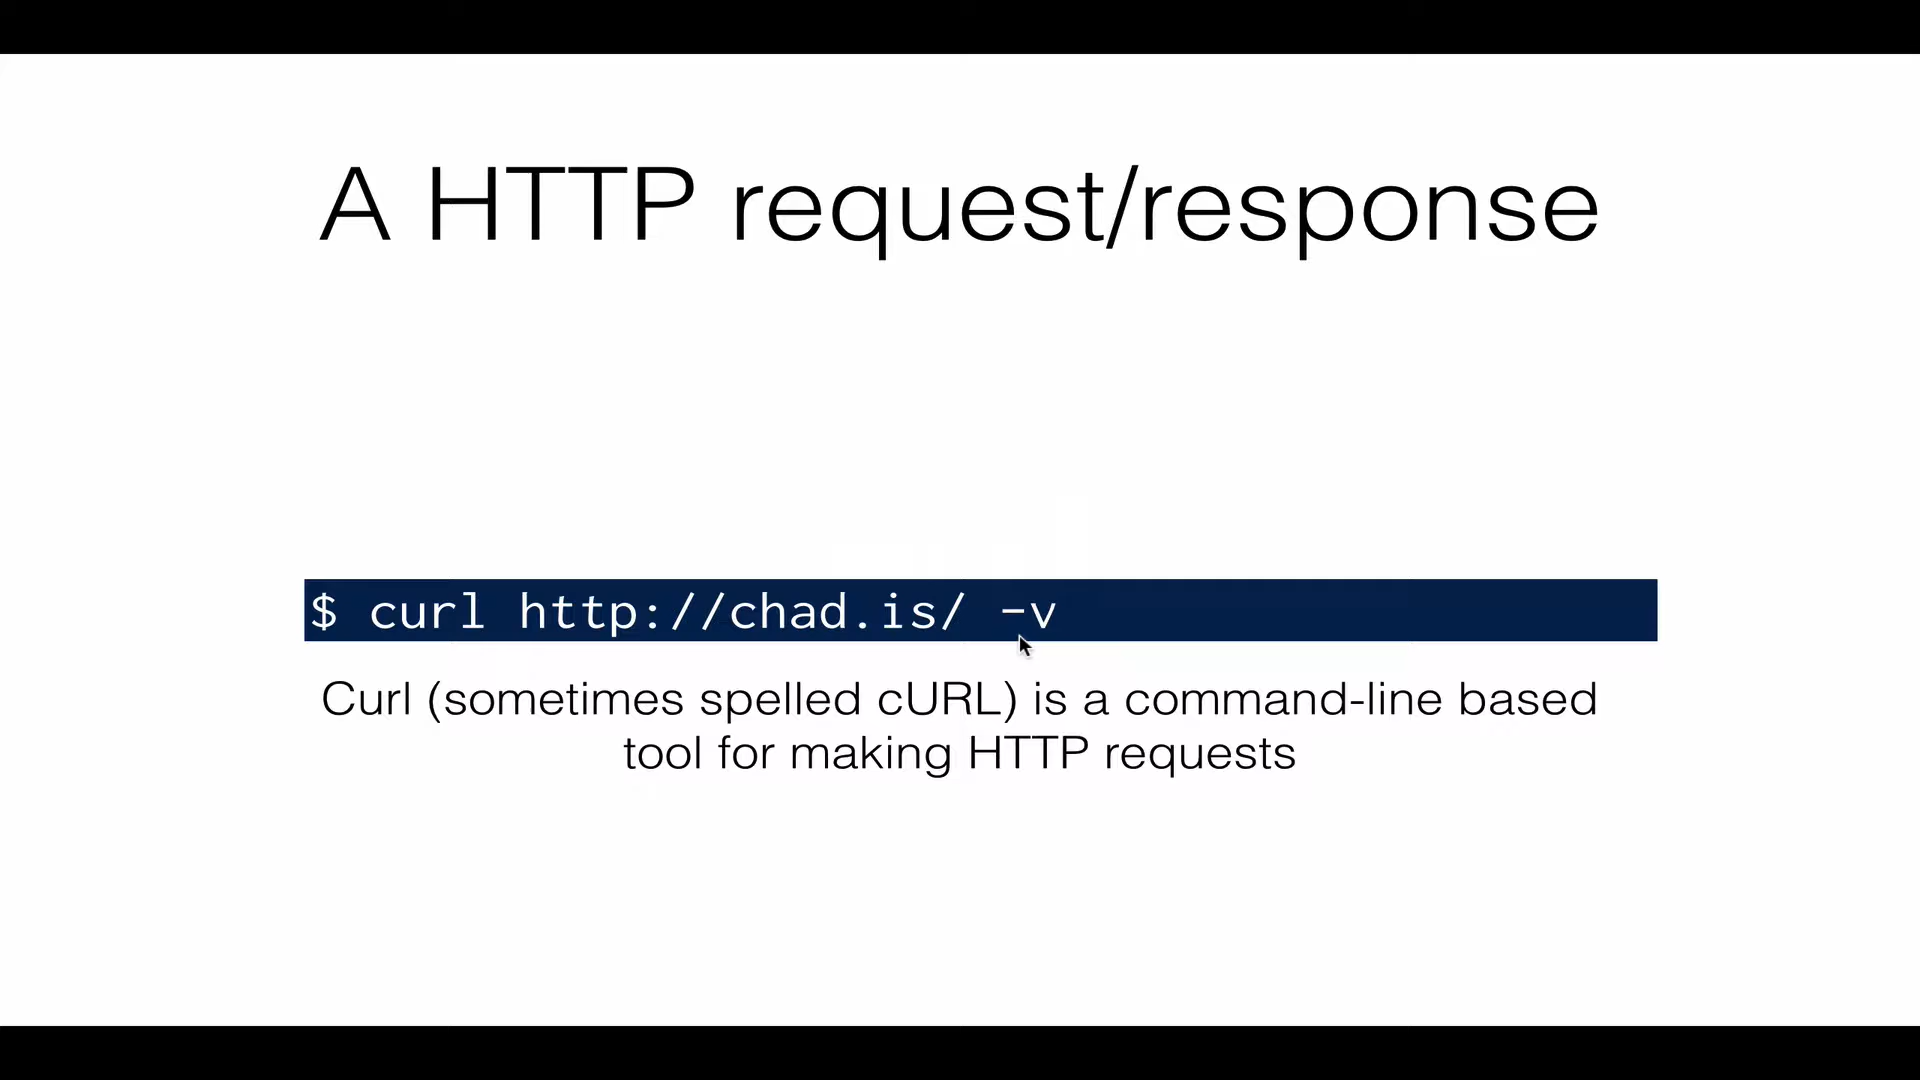 A HTTP request/response
$ curl http://chad.is/ -v
Curl (sometimes spelled cURL) is a command-line based
tool for making HTTP requests